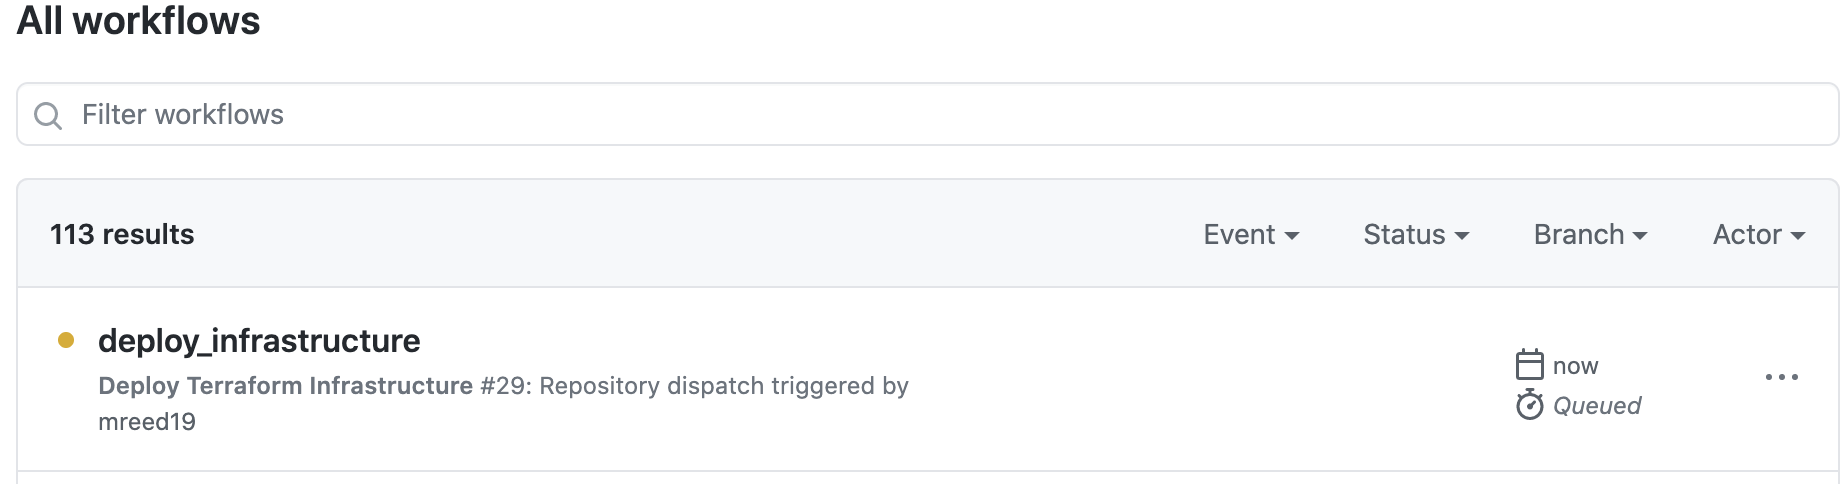 All workflows
Filter workflows
113 results
Event
Status
Branch
Actor
deploy_infrastructure
Deploy Terraform Infrastructure #29: Repository dispatch triggered by
mreed19
now
Queued